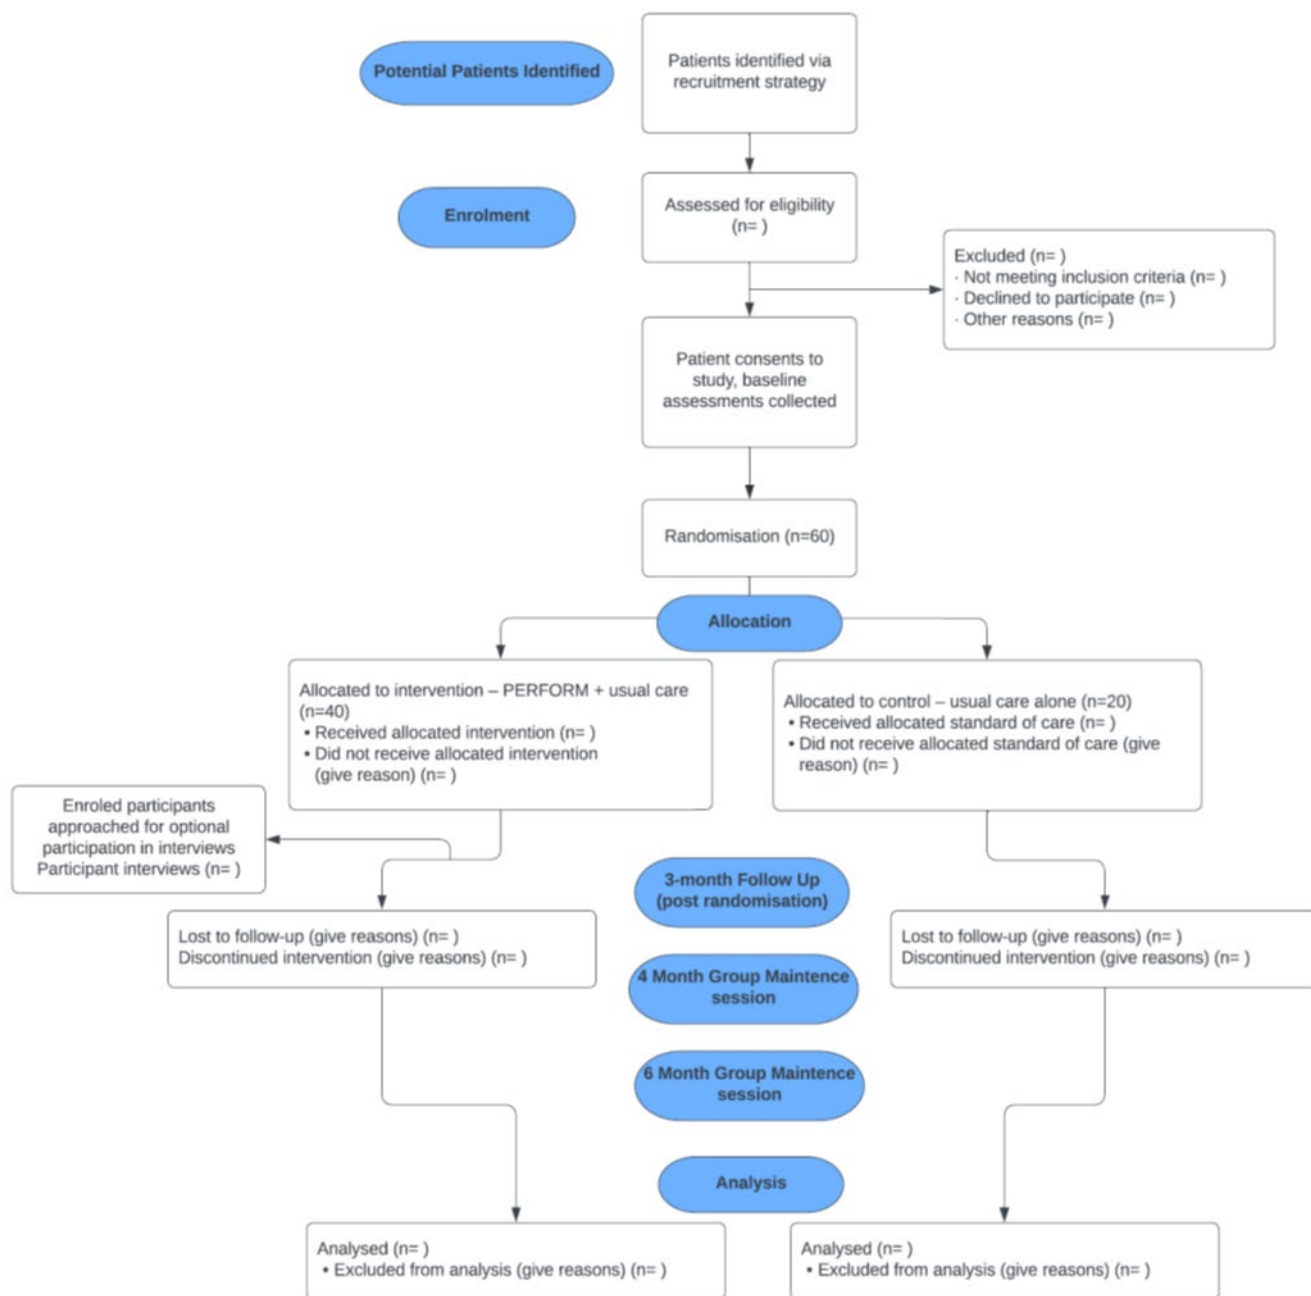 Potential Patients Identified
Patients identified via
recruitment strategy
Enrolment
Assessed for eligibility
(n= )
Excluded (n= )
· Not meeting inclusion criteria (n= )
· Declined to participate (n= )
· Other reasons (n= )
Patient consents to
study, baseline
assessments collected
Randomisation (n=60)
Allocation
Allocated to intervention – PERFORM + usual care
(n=40)
• Received allocated intervention (n= )
• Did not receive allocated intervention
(give reason) (n= )
Allocated to control – usual care alone (n=20)
• Received allocated standard of care (n= )
• Did not receive allocated standard of care (give
reason) (n= )
Enroled participants
approached for optional
participation in interviews
Participant interviews (n= )
3-month Follow Up
(post randomisation)
Lost to follow-up (give reasons) (n= )
Discontinued intervention (give reasons) (n= )
Lost to follow-up (give reasons) (n= )
Discontinued intervention (give reasons) (n= )
4 Month Group Maintence
session
6 Month Group Maintence
session
Analysis
Analysed (n= )
• Excluded from analysis (give reasons) (n= )
Analysed (n= )
• Excluded from analysis (give reasons) (n= )